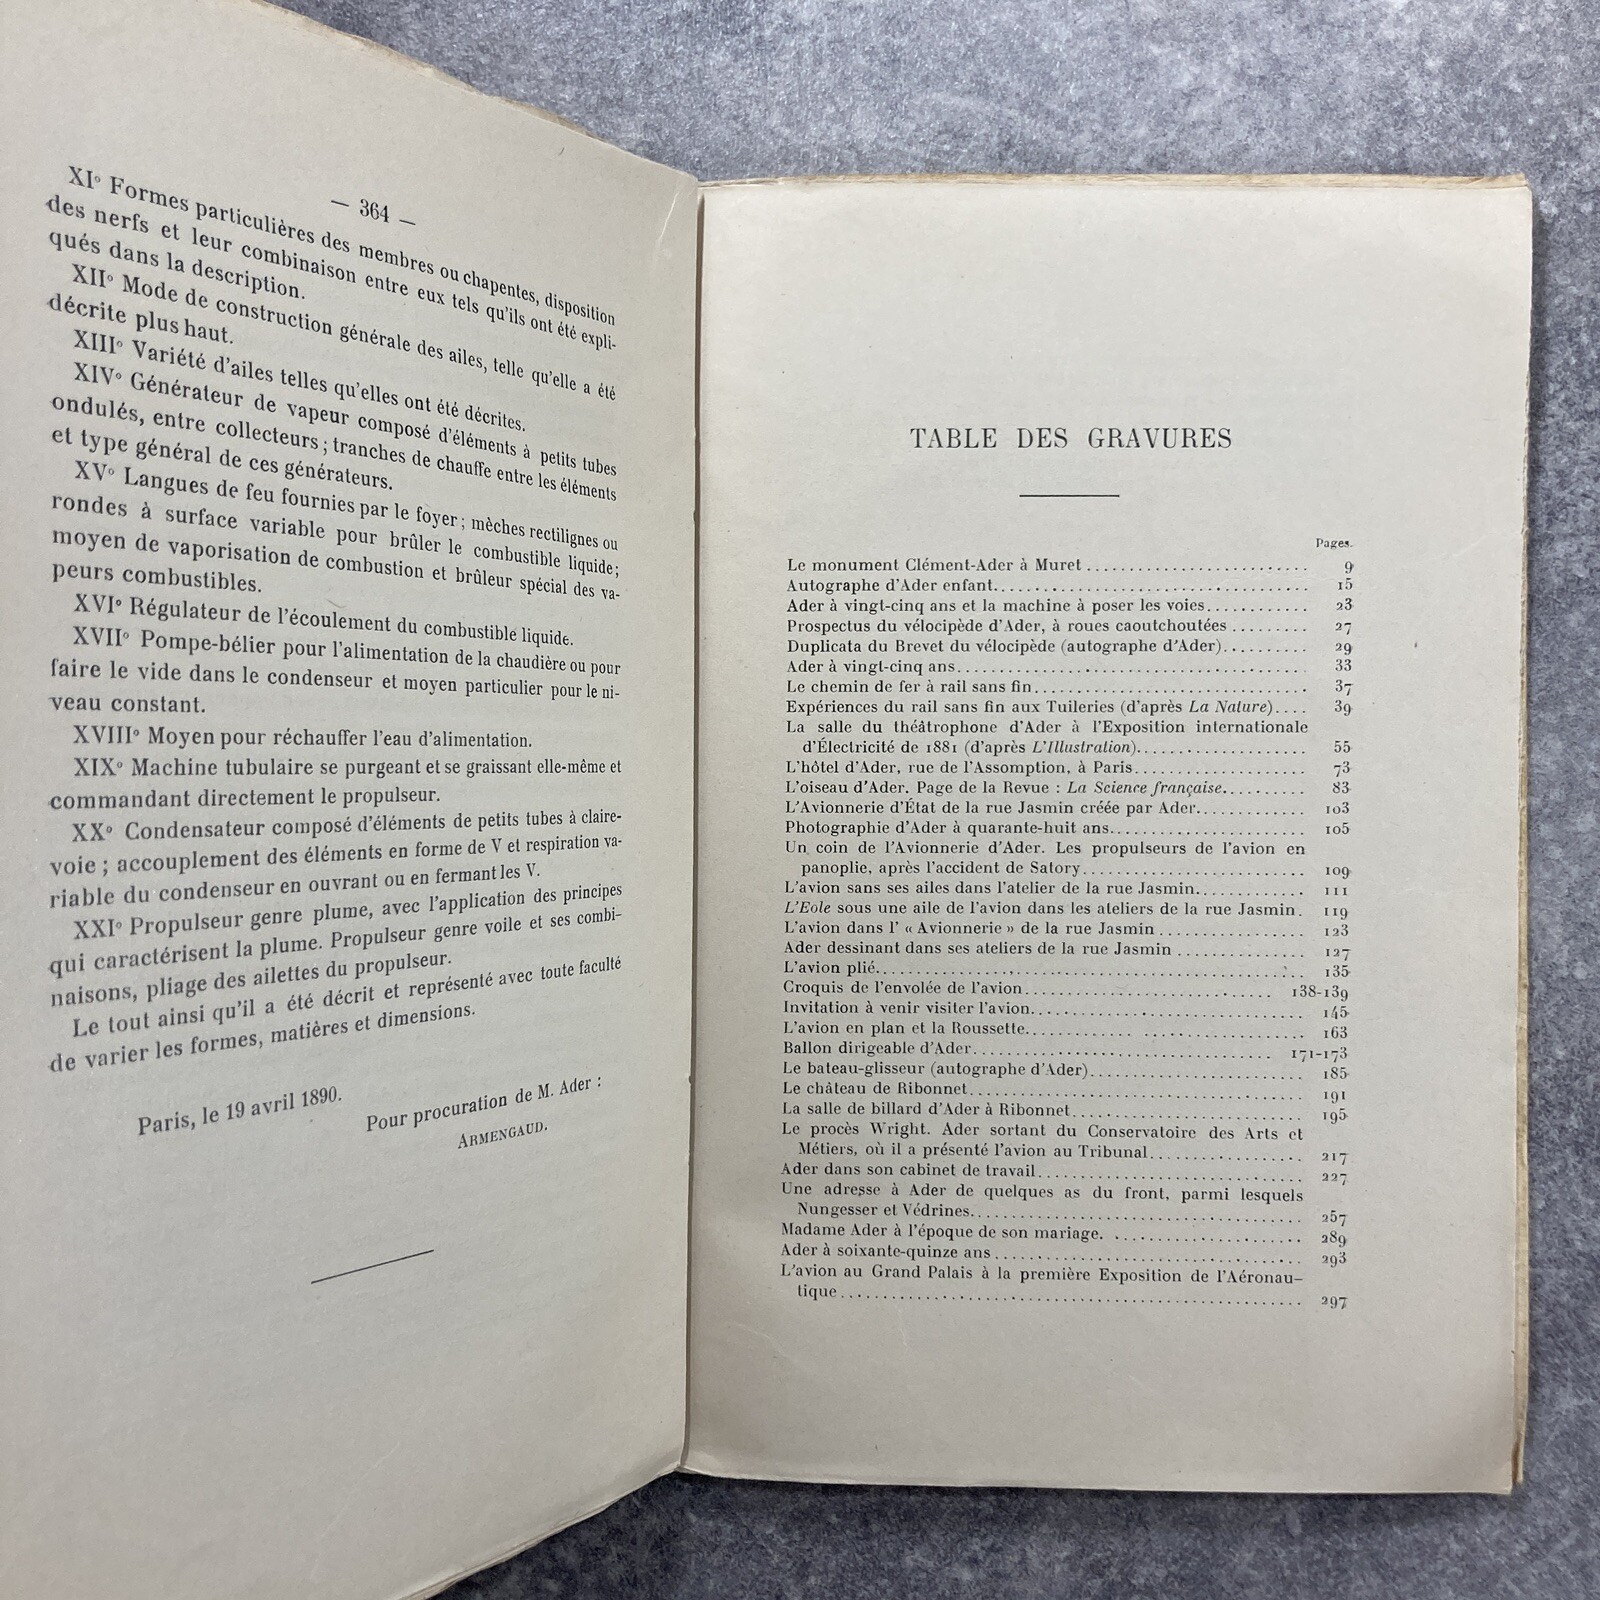 — 364 —
XI° Formes particulières des membres ou chapentes, disposition
des nerfs et leur combinaison entre eux tels qu'ils ont été expli-
qués dans la description.
XII° Mode de construction générale des ailes, telle qu'elle a été
décrite plus haut.
XIII° Variété d'ailes telles qu'elles ont été décrites.
XIV° Générateur de vapeur composé d'éléments à petits tubes
ondulés, entre collecteurs ; tranches de chauffe entre les éléments
et type général de ces générateurs.
XV° Langues de feu fournies par le foyer ; mèches rectilignes ou
rondes à surface variable pour brûler le combustible liquide ;
moyen de vaporisation de combustion et brûleur spécial des va-
peurs combustibles.
XVI° Régulateur de l'écoulement du combustible liquide.
XVII° Pompe-bélier pour l'alimentation de la chaudière ou pour
faire le vide dans le condenseur et moyen particulier pour le ni-
veau constant.
XVIII° Moyen pour réchauffer l'eau d'alimentation.
XIX° Machine tubulaire se purgeant et se graissant elle-même et
commandant directement le propulseur.
XX° Condensateur composé d'éléments de petits tubes à claire-
voie ; accouplement des éléments en forme de V et respiration va-
riable du condenseur en ouvrant ou en fermant les V.
XXI° Propulseur genre plume, avec l'application des principes
qui caractérisent la plume. Propulseur genre voile et ses combi-
naisons, pliage des ailettes du propulseur.
Le tout ainsi qu'il a été décrit et représenté avec toute faculté
de varier les formes, matières et dimensions.
Paris, le 19 avril 1890.
Pour procuration de M. Ader :
ARMENGAUD.
TABLE DES GRAVURES
Pages.
Le monument Clément-Ader à Muret .......................... 9
Autographe d'Ader enfant.................................... 15
Ader à vingt-cinq ans et la machine à poser les voies............ 23
Prospectus du vélocipède d'Ader, à roues caoutchoutées ......... 27
Duplicata du Brevet du vélocipède (autographe d'Ader).......... 29
Ader à vingt-cinq ans........................................ 33
Le chemin de fer à rail sans fin................................ 37
Expériences du rail sans fin aux Tuileries (d'après La Nature).... 39
La salle du théâtrophone d'Ader à l'Exposition internationale
d'Électricité de 1881 (d'après L'Illustration).................... 55
L'hôtel d'Ader, rue de l'Assomption, à Paris.................... 73
L'oiseau d'Ader. Page de la Revue : La Science française.......... 83
L'Avionnerie d'État de la rue Jasmin créée par Ader............. 103
Photographie d'Ader à quarante-huit ans....................... 105
Un coin de l'Avionnerie d'Ader. Les propulseurs de l'avion en
panoplie, après l'accident de Satory.......................... 109
L'avion sans ses ailes dans l'atelier de la rue Jasmin............. 111
L'Eole sous une aile de l'avion dans les ateliers de la rue Jasmin. 119
L'avion dans l' « Avionnerie » de la rue Jasmin ................. 123
Ader dessinant dans ses ateliers de la rue Jasmin ............... 127
L'avion plié.................................................. 135
Croquis de l'envolée de l'avion............................. 138-139
Invitation à venir visiter l'avion................................ 145
L'avion en plan et la Roussette................................ 163
Ballon dirigeable d'Ader................................... 171-173
Le bateau-glisseur (autographe d'Ader)......................... 185
Le château de Ribonnet........................................ 191
La salle de billard d'Ader à Ribonnet........................... 195
Le procès Wright. Ader sortant du Conservatoire des Arts et
Métiers, où il a présenté l'avion au Tribunal.................. 217
Ader dans son cabinet de travail............................... 227
Une adresse à Ader de quelques as du front, parmi lesquels
Nungesser et Védrines........................................ 257
Madame Ader à l'époque de son mariage. ...................... 289
Ader à soixante-quinze ans .................................... 293
L'avion au Grand Palais à la première Exposition de l'Aéronau-
tique ....................................................... 297